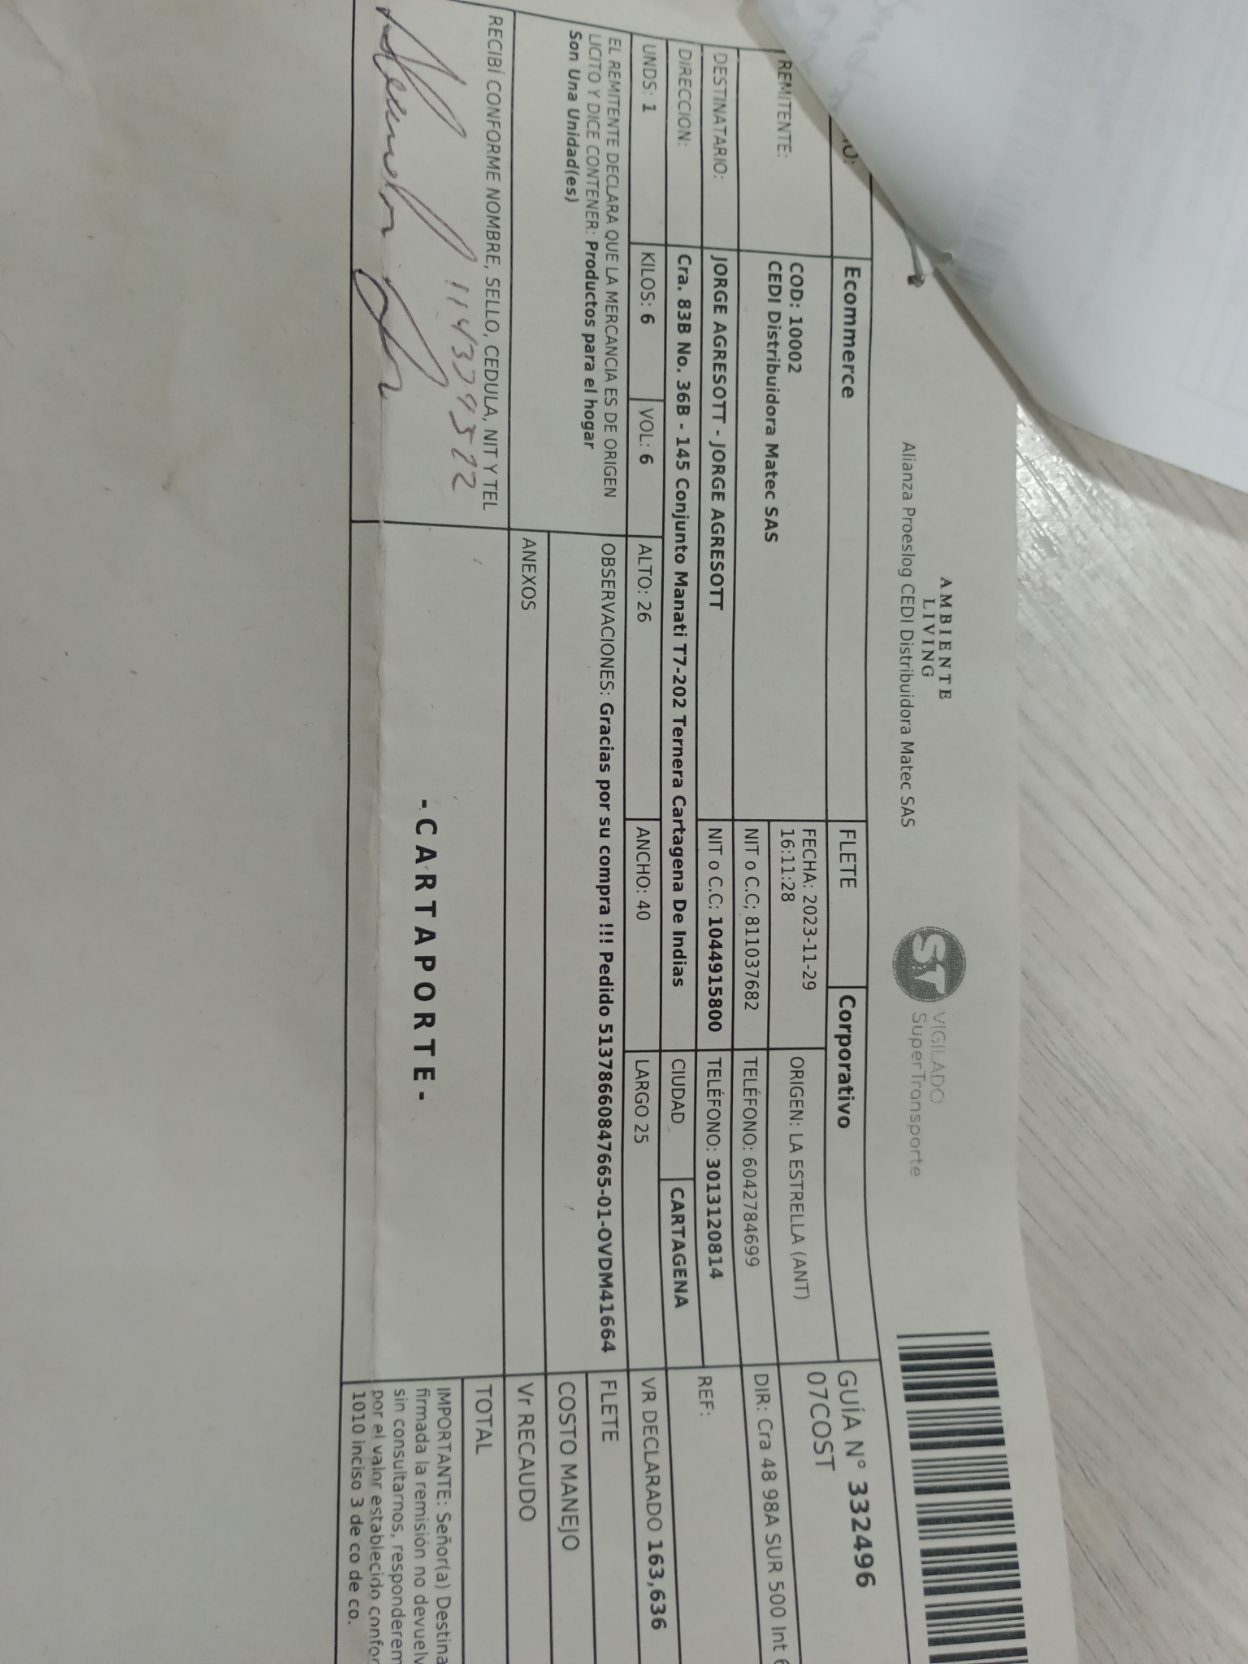 AMBIENTE
LIVING
Alianza Proeslog CEDI Distribuidora Matec SAS
ST
VIGILADO
SuperTransporte
Ecommerce
FLETE
Corporativo
GUÍA N° 332496
07COST
REMITENTE:
COD: 10002
CEDI Distribuidora Matec SAS
FECHA: 2023-11-29
16:11:28
ORIGEN: LA ESTRELLA (ANT)
NIT o C.C; 811037682
TELÉFONO: 6042784699
DIR: Cra 48 98A SUR 500 Int
DESTINATARIO:
JORGE AGRESOTT - JORGE AGRESOTT
NIT o C.C: 1044915800
TELÉFONO: 3013120814
REF:
DIRECCION:
Cra. 83B No. 36B - 145 Conjunto Manati T7-202 Ternera Cartagena De Indias
CIUDAD
CARTAGENA
UNDS: 1
KILOS: 6
VOL: 6
ALTO: 26
ANCHO: 40
LARGO 25
VR DECLARADO 163,636
EL REMITENTE DECLARA QUE LA MERCANCIA ES DE ORIGEN
LICITO Y DICE CONTENER: Productos para el hogar
Son Una Unidad(es)
OBSERVACIONES: Gracias por su compra !!! Pedido 5137866084766​5-01-OVDM41664
FLETE
COSTO MANEJO
RECIBÍ CONFORME NOMBRE, SELLO, CEDULA, NIT Y TEL
ANEXOS
Vr RECAUDO
TOTAL
- CARTAPORTE -
IMPORTANTE: Señor(a) Destina
firmada la remisión no devuelv
sin consultarnos, responderem
por el valor establecido confor
1010 inciso 3 de co de co.